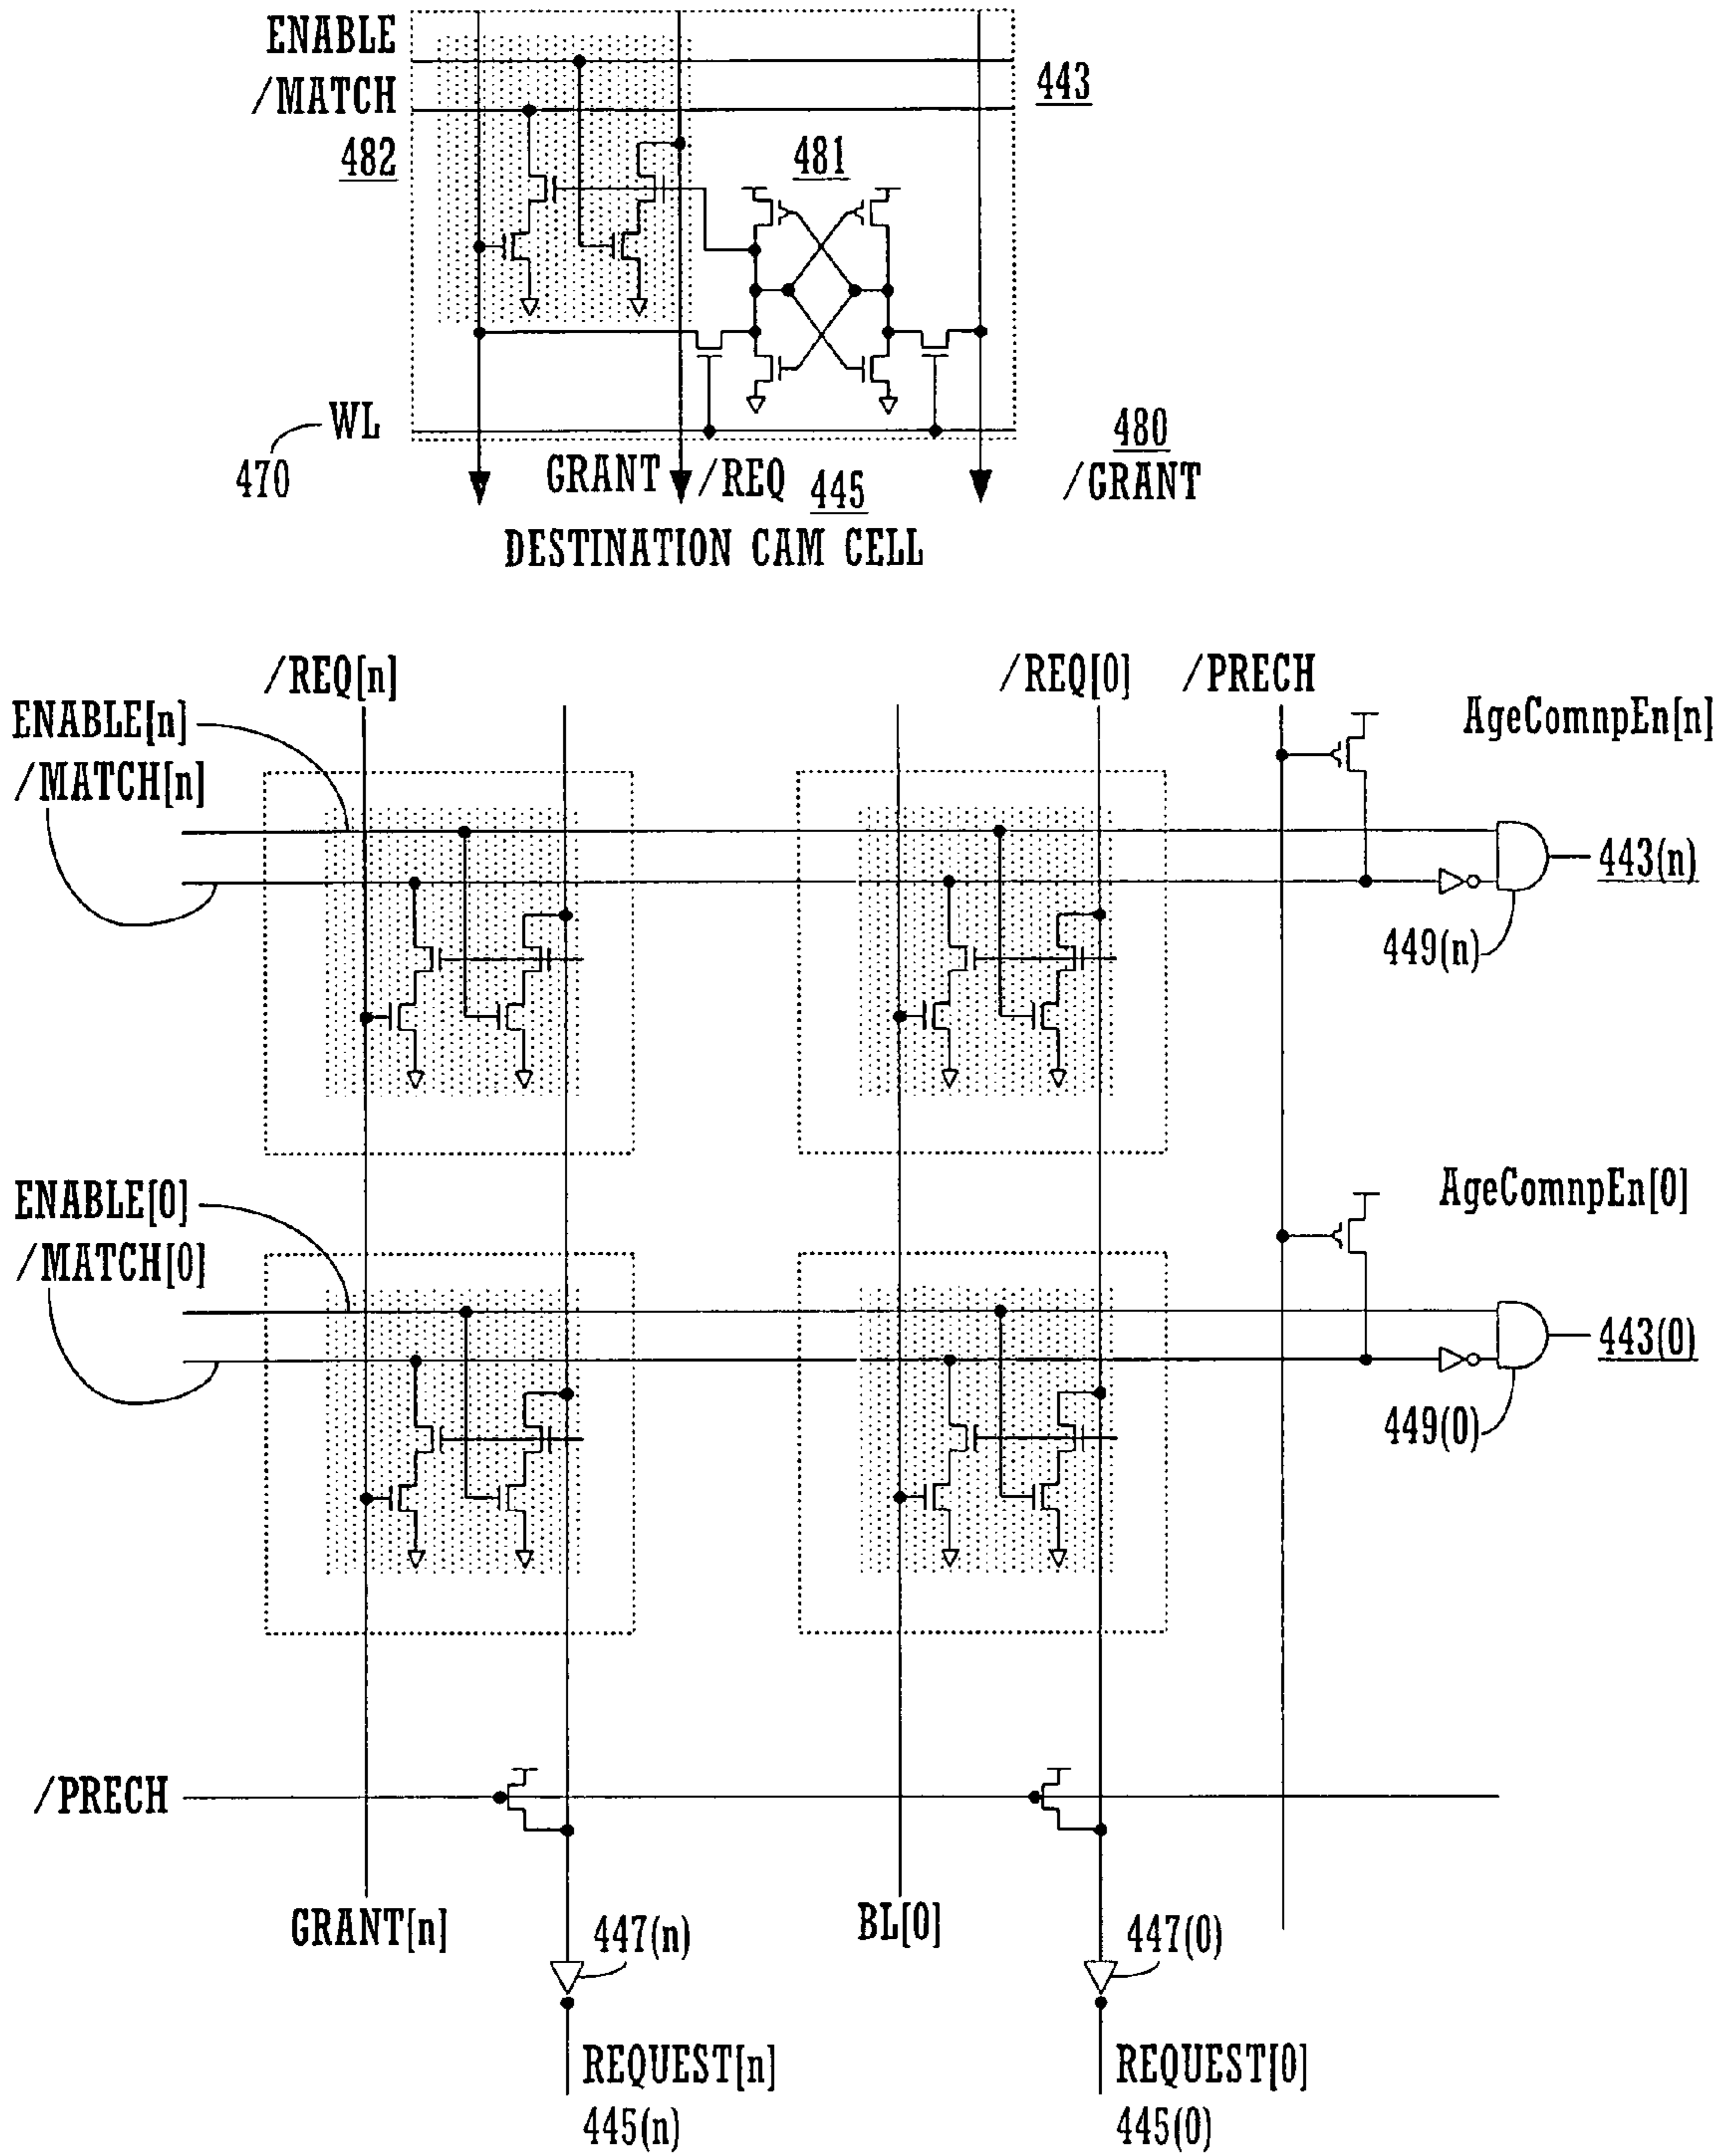 ENABLE
/MATCH
443
482
481
WL
470
GRANT
/REQ
445
480
/GRANT
DESTINATION CAM CELL
/REQ[n]
/REQ[0]
/PRECH
ENABLE[n]
/MATCH[n]
AgeComnpEn[n]
443(n)
449(n)
ENABLE[0]
/MATCH[0]
AgeComnpEn[0]
443(0)
449(0)
/PRECH
GRANT[n]
BL[0]
447(n)
447(0)
REQUEST[n]
445(n)
REQUEST[0]
445(0)